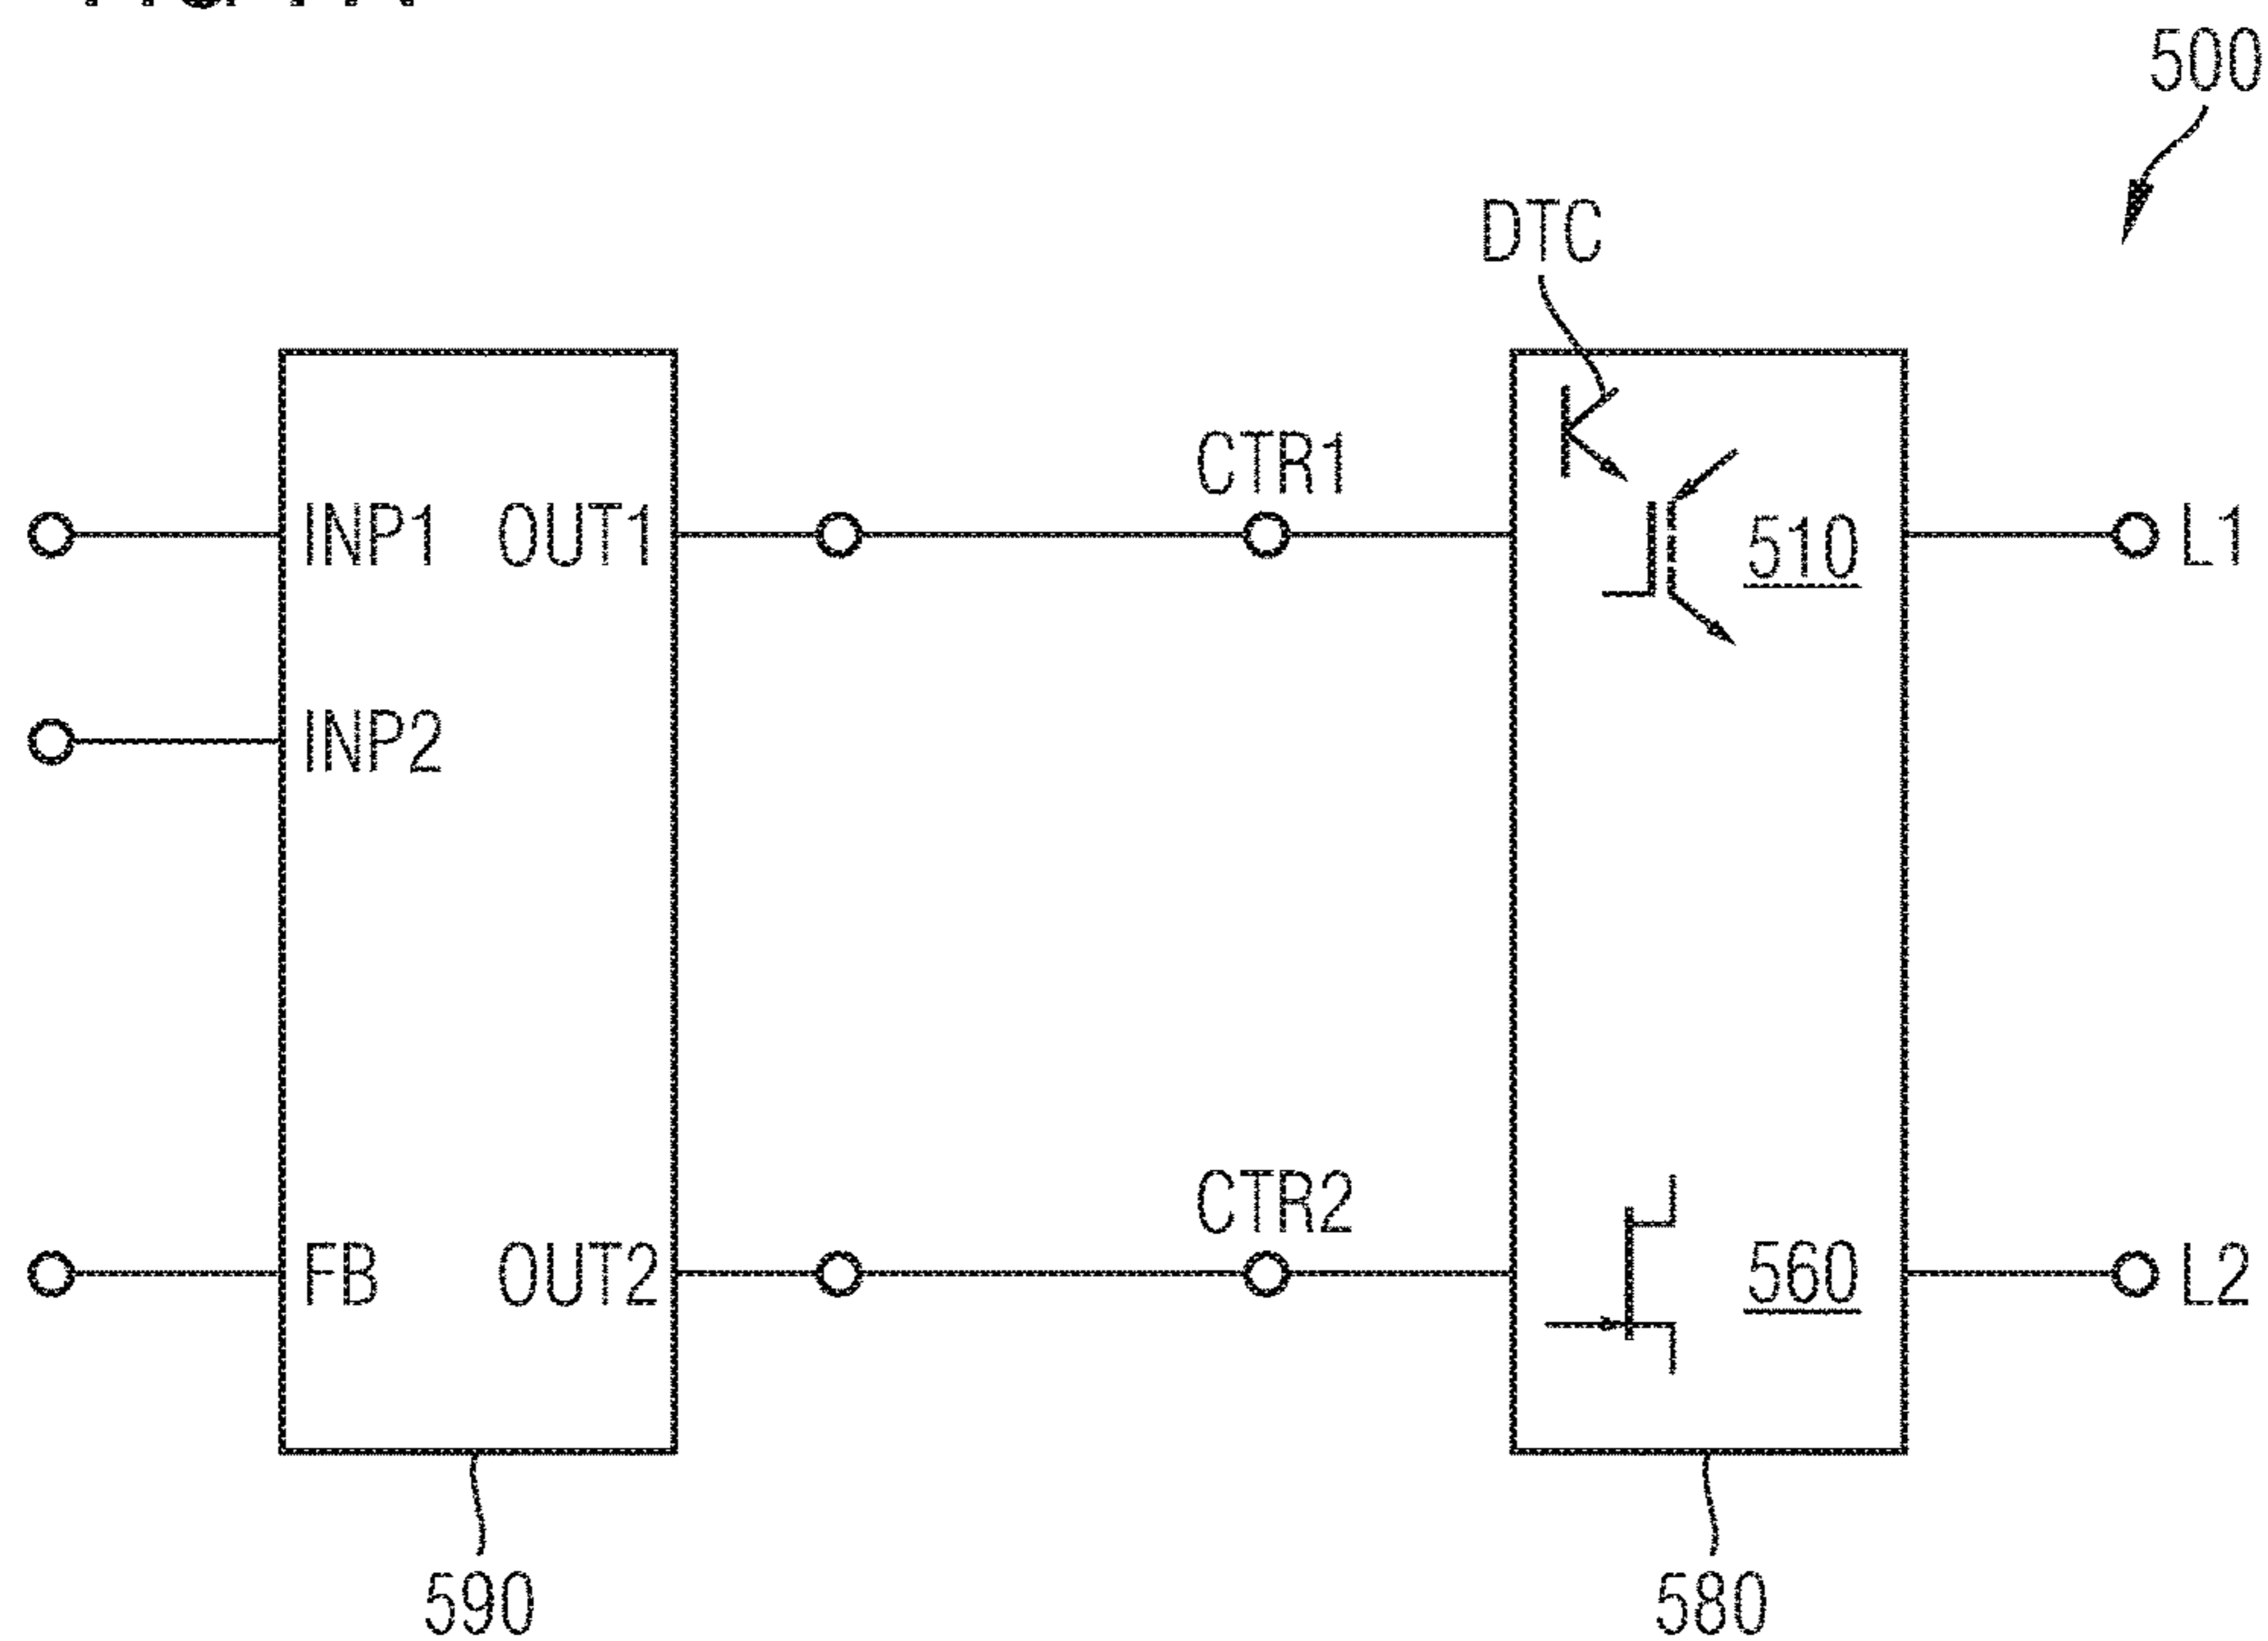 500
DTC
CTR1
INP1 OUT1 510 L1
INP2
CTR2
FB OUT2 560 L2
590 580